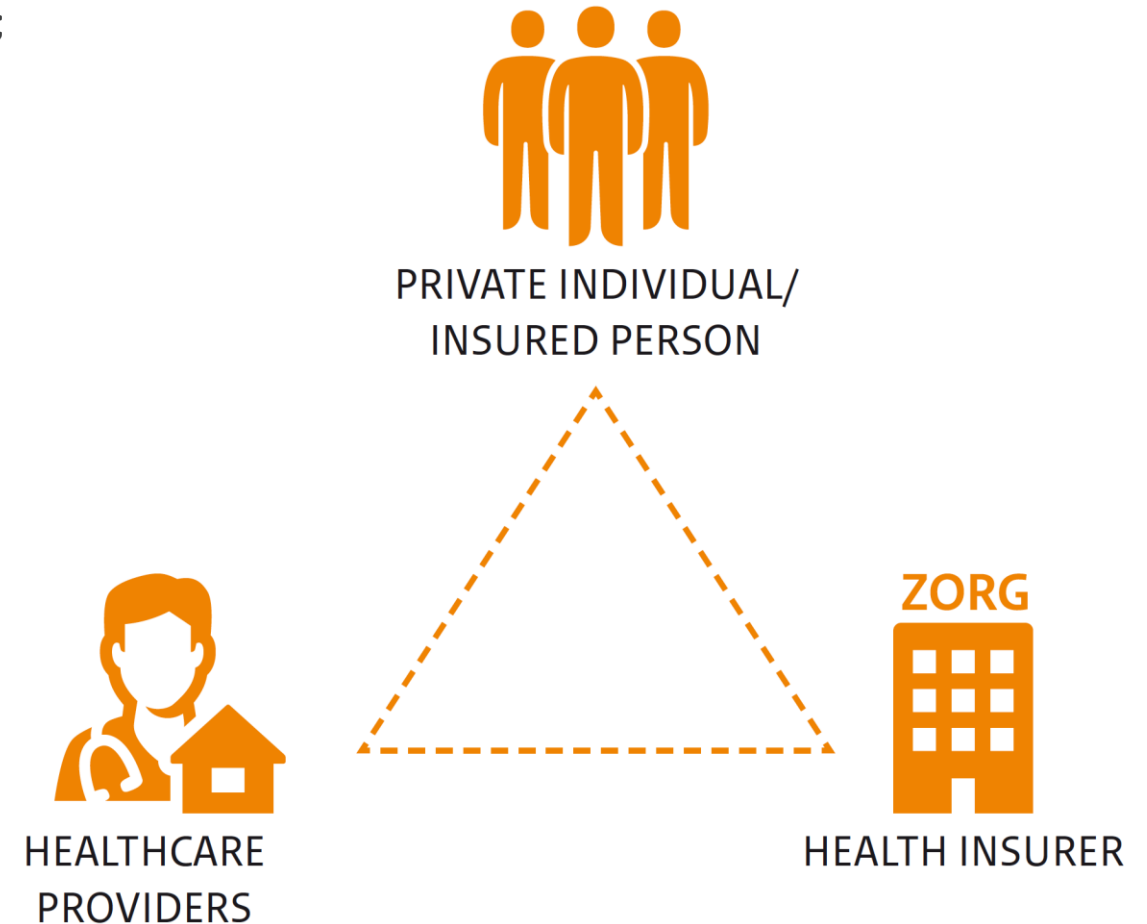 ;
PRIVATE INDIVIDUAL/
INSURED PERSON
ZORG
HEALTHCARE
PROVIDERS
HEALTH INSURER